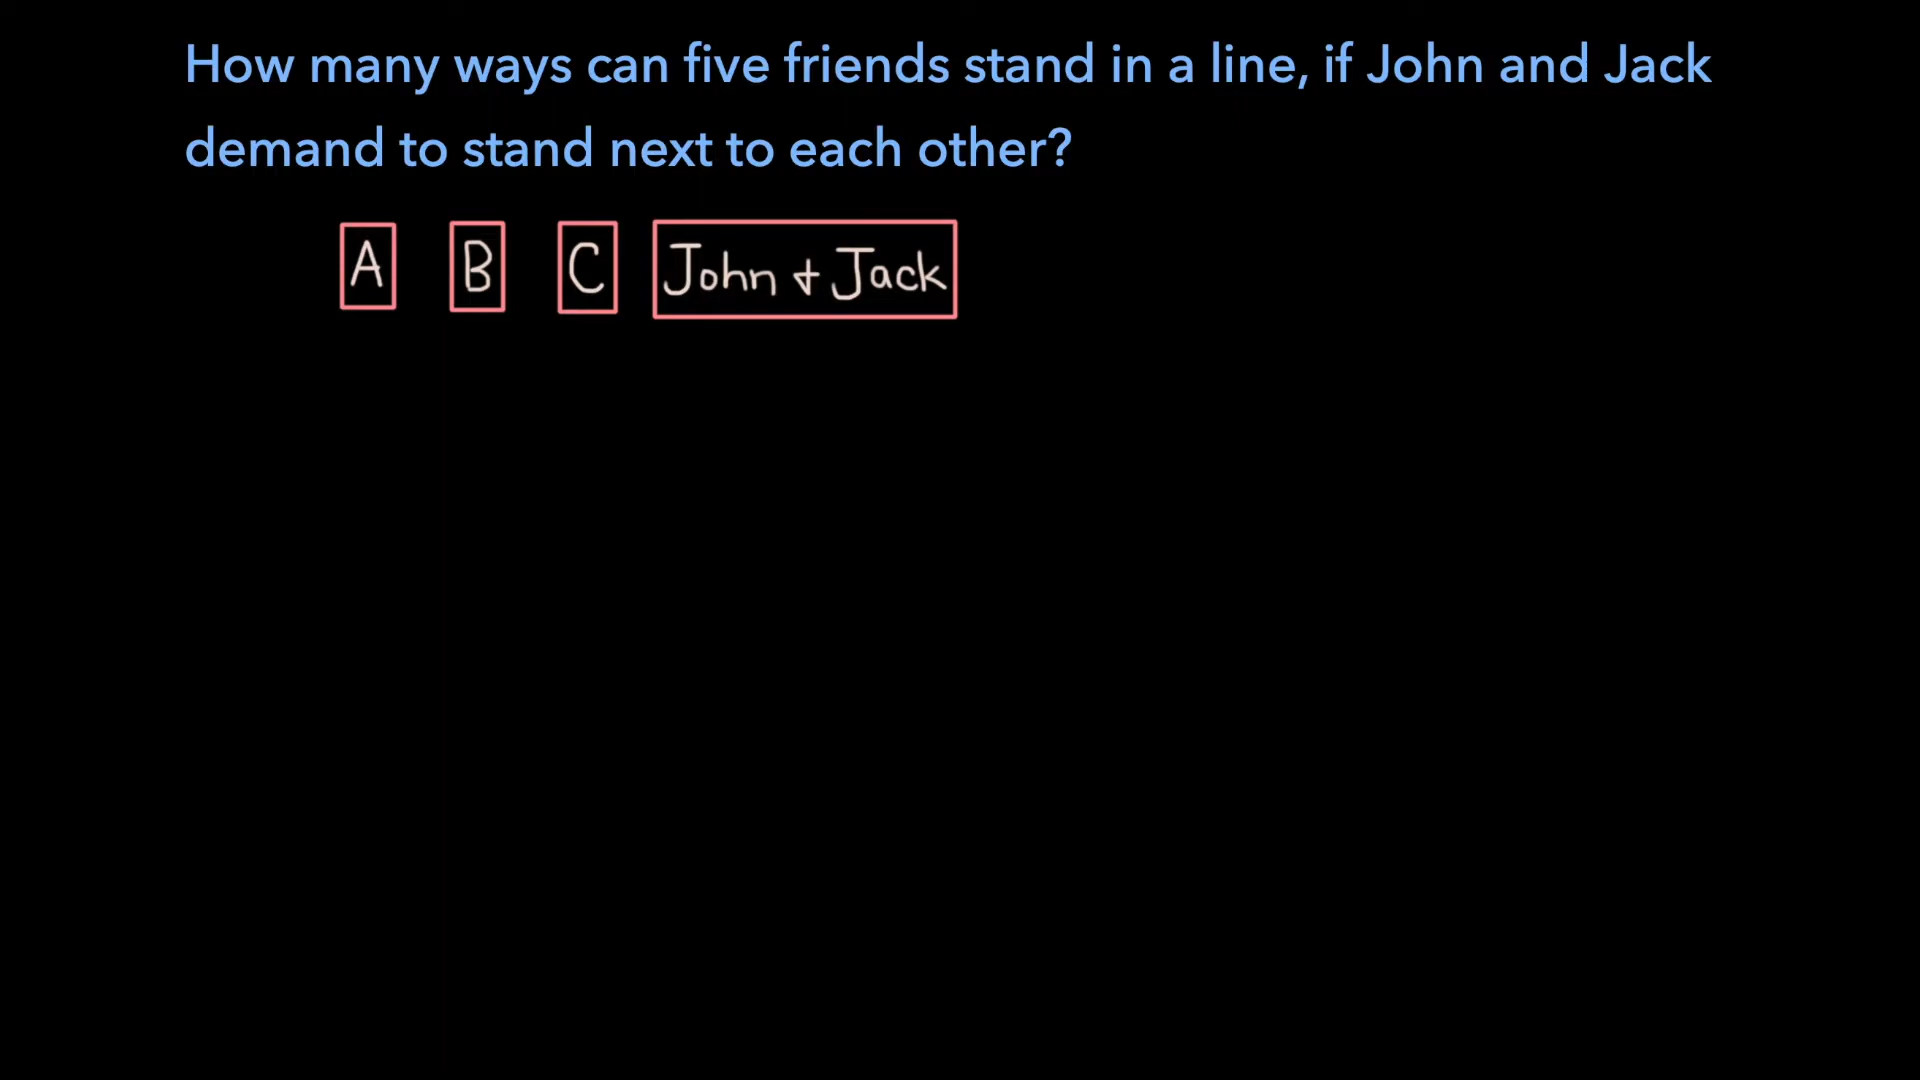 How many ways can five friends stand in a line, if John and Jack
demand to stand next to each other?
A B C John + Jack